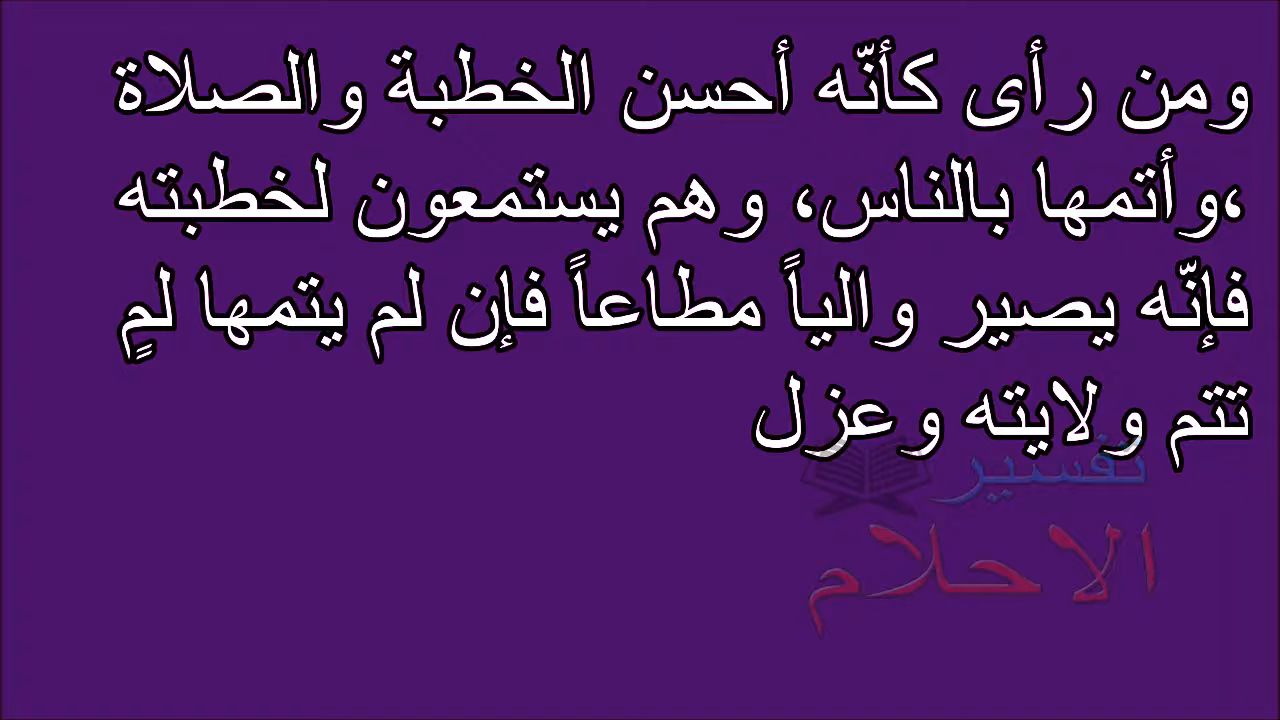 ومن رأى كأنّه أحسن الخطبة والصلاة
،وأتمها بالناس، وهم يستمعون لخطبته
فإنّه يصير والياً مطاعاً فإن لم يتمها لمٍ
تتم ولايته وعزل
تفسير
الاحلام